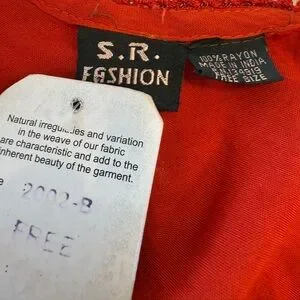 S.R.
FASHION
100% RAYON
MADE IN INDIA
FREE SIZE
Natural irregularities and variation
in the weave of our fabric
are characteristic and add to the
inherent beauty of the garment.
2002-B
FREE